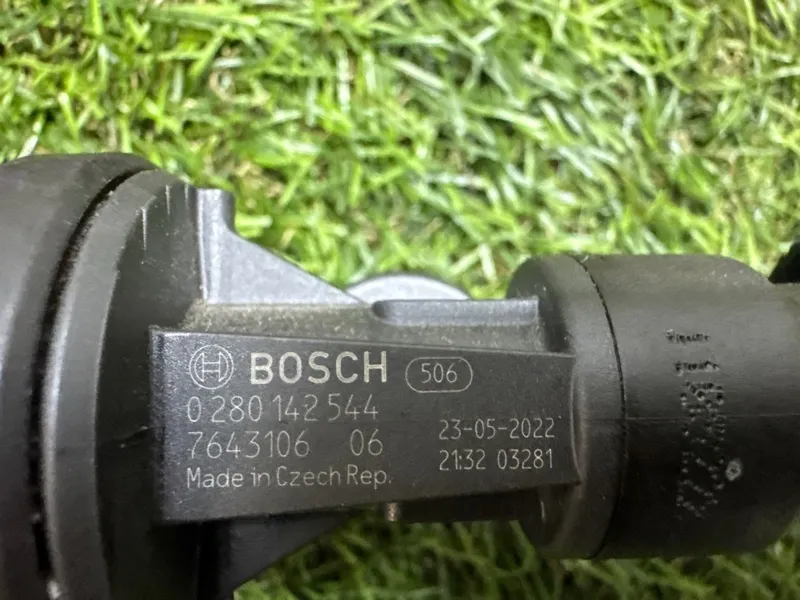 BOSCH 506
0 280 142 544
7643106 06 23-05-2022
Made in Czech Rep. 21:32 03281